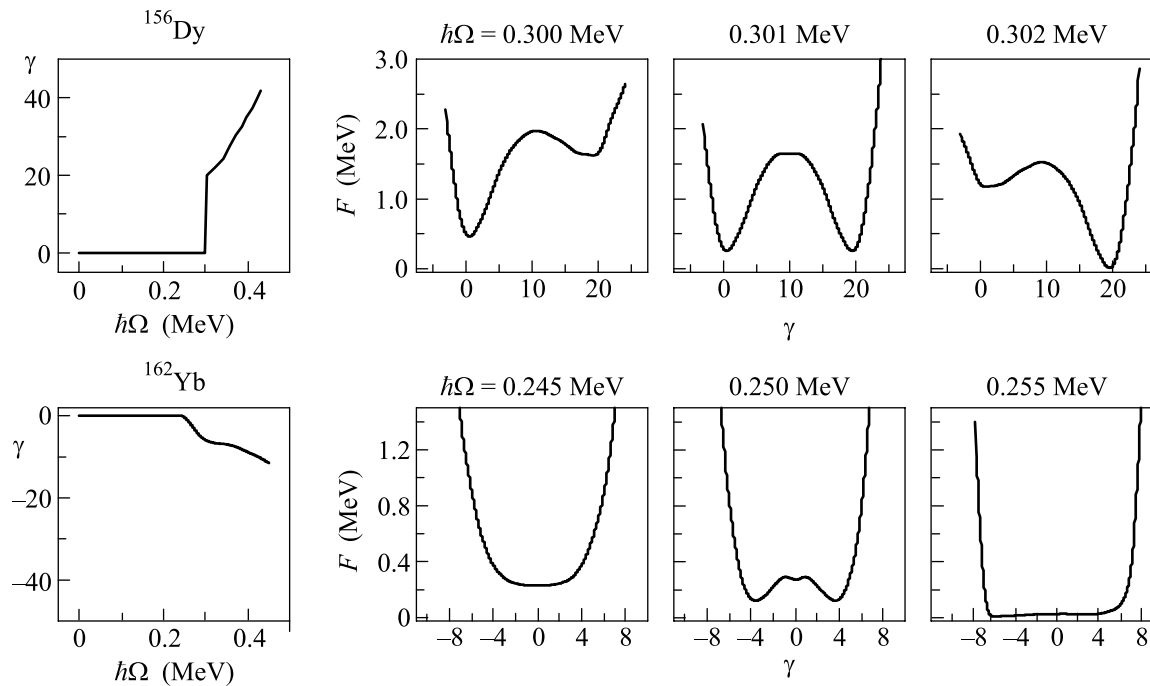 ¹⁵⁶Dy
ħΩ = 0.300 MeV
0.301 MeV
0.302 MeV
γ
40
20
0
0 0.2 0.4
ħΩ (MeV)
F (MeV)
3.0
2.0
1.0
0
0 10 20
0 10 20
0 10 20
γ
¹⁶²Yb
ħΩ = 0.245 MeV
0.250 MeV
0.255 MeV
γ
0
–20
–40
0 0.2 0.4
ħΩ (MeV)
F (MeV)
1.2
0.8
0.4
0
–8 –4 0 4 8
–8 –4 0 4 8
–8 –4 0 4 8
γ